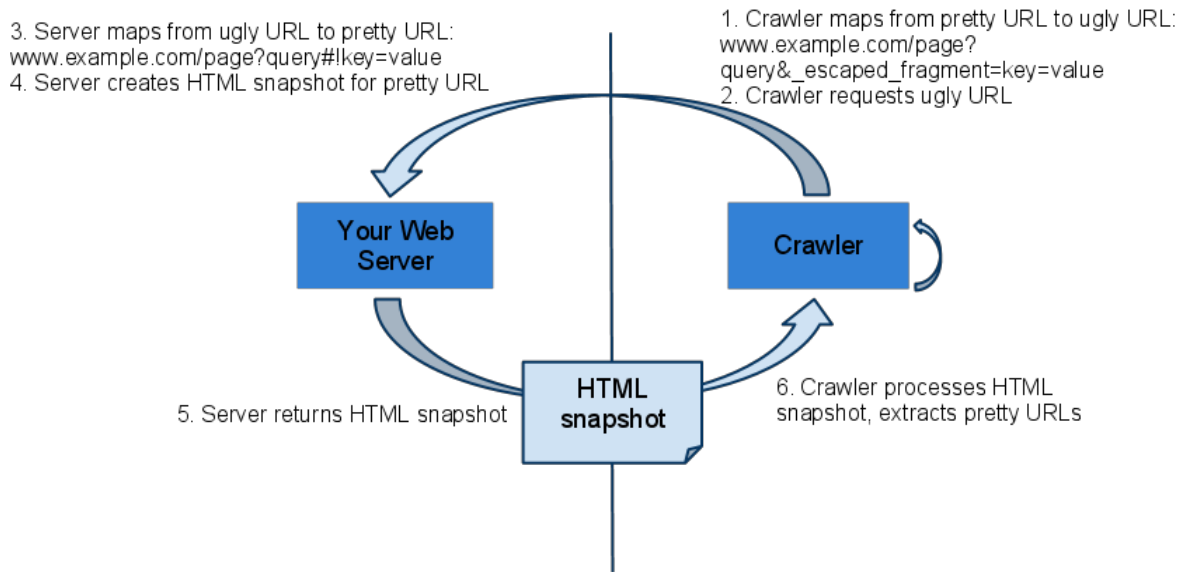 3. Server maps from ugly URL to pretty URL:
www.example.com/page?query#!key=value
4. Server creates HTML snapshot for pretty URL
1. Crawler maps from pretty URL to ugly URL:
www.example.com/page?
query&_escaped_fragment=key=value
2. Crawler requests ugly URL
Your Web
Server
Crawler
HTML
snapshot
5. Server returns HTML snapshot
6. Crawler processes HTML
snapshot, extracts pretty URLs